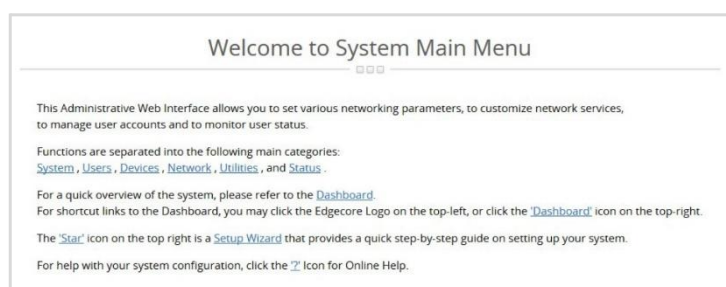 Welcome to System Main Menu
This Administrative Web Interface allows you to set various networking parameters, to customize network services,
to manage user accounts and to monitor user status.
Functions are separated into the following main categories:
System , Users , Devices , Network , Utilities , and Status .
For a quick overview of the system, please refer to the Dashboard.
For shortcut links to the Dashboard, you may click the Edgecore Logo on the top-left, or click the 'Dashboard' icon on the top-right.
The 'Star' icon on the top right is a Setup Wizard that provides a quick step-by-step guide on setting up your system.
For help with your system configuration, click the '?' Icon for Online Help.